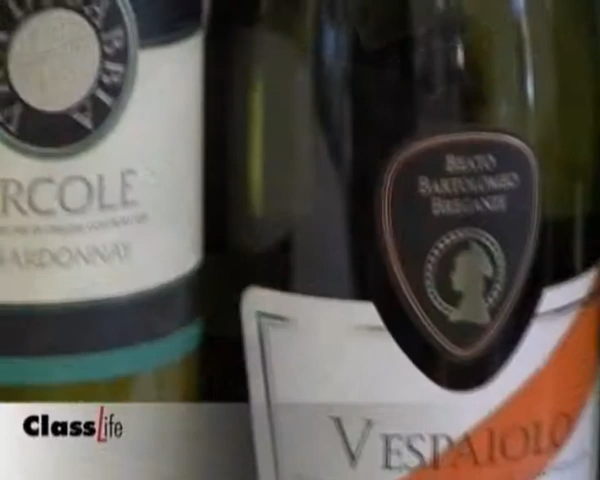 RCOLE
ARDONNAY
BEATO
BARTOLOMEO
BREGANZE
VESPAIOLO
ClassLife